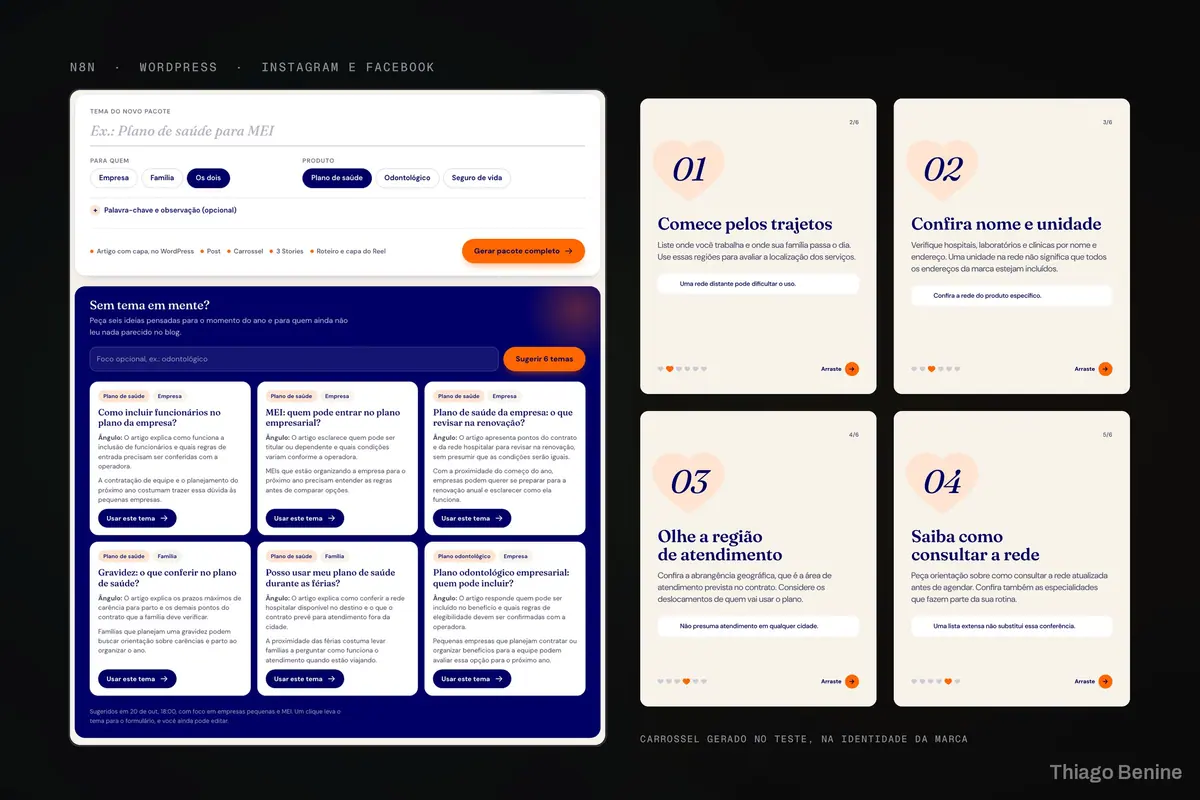 N8N · WORDPRESS · INSTAGRAM E FACEBOOK
TEMA DO NOVO PACOTE
Ex.: Plano de saúde para MEI
PARA QUEM
Empresa
Família
Os dois
PRODUTO
Plano de saúde
Odontológico
Seguro de vida
+ Palavra-chave e observação (opcional)
• Artigo com capa, no WordPress • Post • Carrossel • 3 Stories • Roteiro e capa do Reel
Gerar pacote completo →
Sem tema em mente?
Peça seis ideias pensadas para o momento do ano e para quem ainda não
leu nada parecido no blog.
Foco opcional, ex.: odontológico
Sugerir 6 temas
Plano de saúde Empresa
Como incluir funcionários no
plano da empresa?
Ângulo: O artigo explica como funciona a
inclusão de funcionários e quais regras de
entrada precisam ser conferidas com a
operadora.
A contratação de equipe e o planejamento do
próximo ano costumam trazer essa dúvida às
pequenas empresas.
Usar este tema →
Plano de saúde Empresa
MEI: quem pode entrar no plano
empresarial?
Ângulo: O artigo esclarece quem pode ser
titular ou dependente e quais condições
variam conforme a operadora.
MEIs que estão organizando a empresa para o
próximo ano precisam entender as regras
antes de comparar opções.
Usar este tema →
Plano de saúde Empresa
Plano de saúde da empresa: o que
revisar na renovação?
Ângulo: O artigo apresenta pontos do contrato
e da rede hospitalar para revisar na renovação,
sem presumir que as condições serão iguais.
Com a proximidade do começo do ano,
empresas podem querer se preparar para a
renovação anual e esclarecer como ela
funciona.
Usar este tema →
Plano de saúde Família
Gravidez: o que conferir no plano
de saúde?
Ângulo: O artigo explica os prazos máximos de
carência para parto e os demais pontos do
contrato que a família deve verificar.
Famílias que planejam uma gravidez podem
buscar orientação sobre carências e parto ao
organizar o ano.
Usar este tema →
Plano de saúde Família
Posso usar meu plano de saúde
durante as férias?
Ângulo: O artigo explica como conferir a rede
hospitalar disponível no destino e o que o
contrato prevê para atendimento fora da
cidade.
A proximidade das férias costuma levar
famílias a perguntar como funciona o
atendimento quando estão viajando.
Usar este tema →
Plano odontológico Empresa
Plano odontológico empresarial:
quem pode incluir?
Ângulo: O artigo responde quem pode ser
incluído no benefício e quais regras de
elegibilidade devem ser confirmadas com a
operadora.
Pequenas empresas que planejam contratar ou
organizar benefícios para a equipe podem
avaliar essa opção para o próximo ano.
Usar este tema →
Sugeridos em 20 de out, 18:00, com foco em empresas pequenas e MEI. Um clique leva o
tema para o formulário, e você ainda pode editar.
2/6
01
Comece pelos trajetos
Liste onde você trabalha e onde sua família passa o dia.
Use essas regiões para avaliar a localização dos serviços.
Uma rede distante pode dificultar o uso.
Arraste →
3/6
02
Confira nome e unidade
Verifique hospitais, laboratórios e clínicas por nome e
endereço. Uma unidade na rede não significa que todos
os endereços da marca estejam incluídos.
Confira a rede do produto específico.
Arraste →
4/6
03
Olhe a região
de atendimento
Confira a abrangência geográfica, que é a área de
atendimento prevista no contrato. Considere os
deslocamentos de quem vai usar o plano.
Não presuma atendimento em qualquer cidade.
Arraste →
5/6
04
Saiba como
consultar a rede
Peça orientação sobre como consultar a rede atualizada
antes de agendar. Confira também as especialidades
que fazem parte da sua rotina.
Uma lista extensa não substitui essa conferência.
Arraste →
CARROSSEL GERADO NO TESTE, NA IDENTIDADE DA MARCA
Thiago Benine